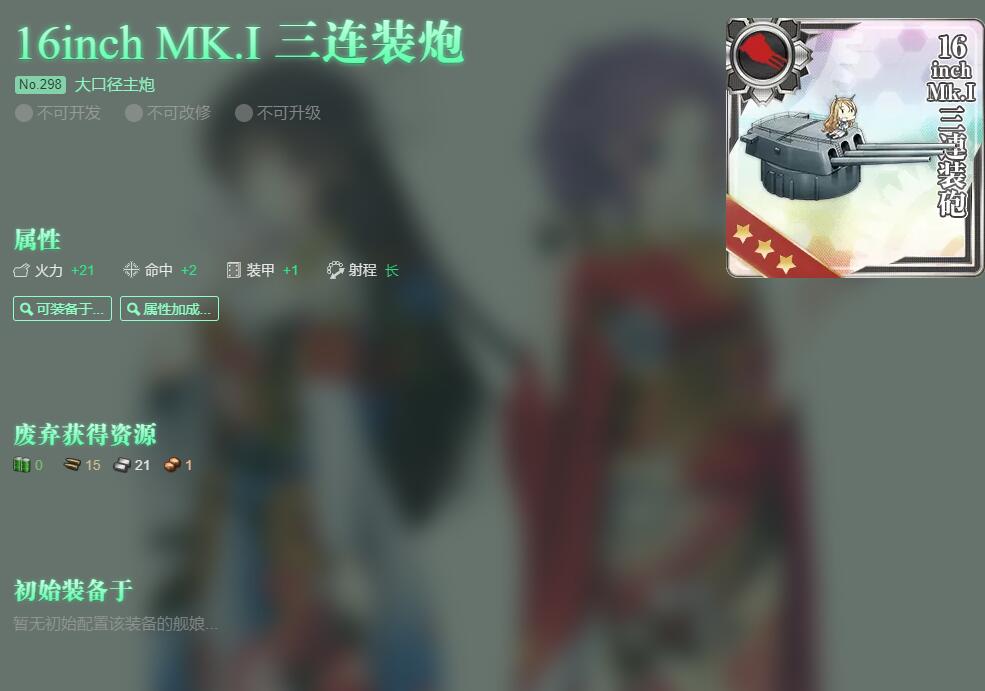 16inch MK.I 三连装炮
No.298 大口径主炮
不可开发 不可改修 不可升级
16
inch
Mk.I
三連装砲
属性
火力 +21 命中 +2 装甲 +1 射程 长
可装备于... 属性加成...
废弃获得资源
0 15 21 1
初始装备于
暂无初始配置该装备的舰娘...